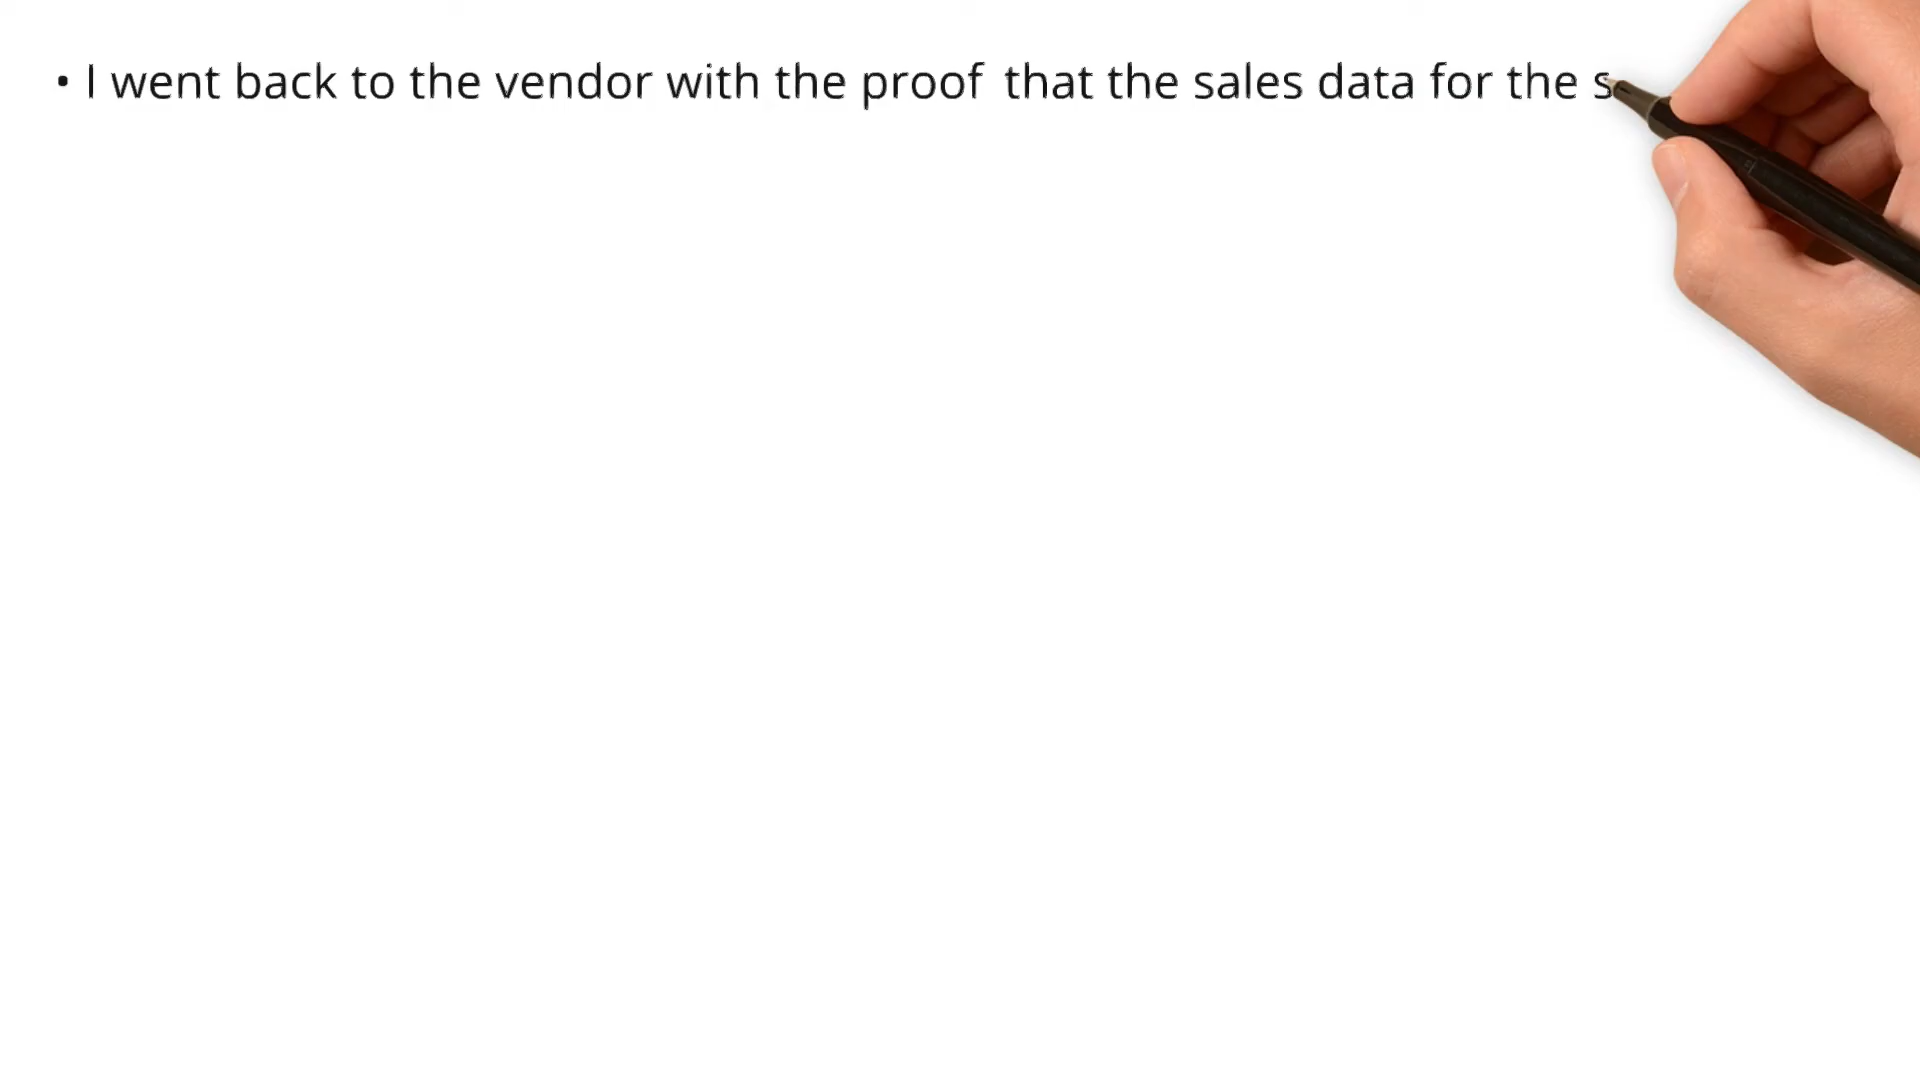 • I went back to the vendor with the proof that the sales data for the s